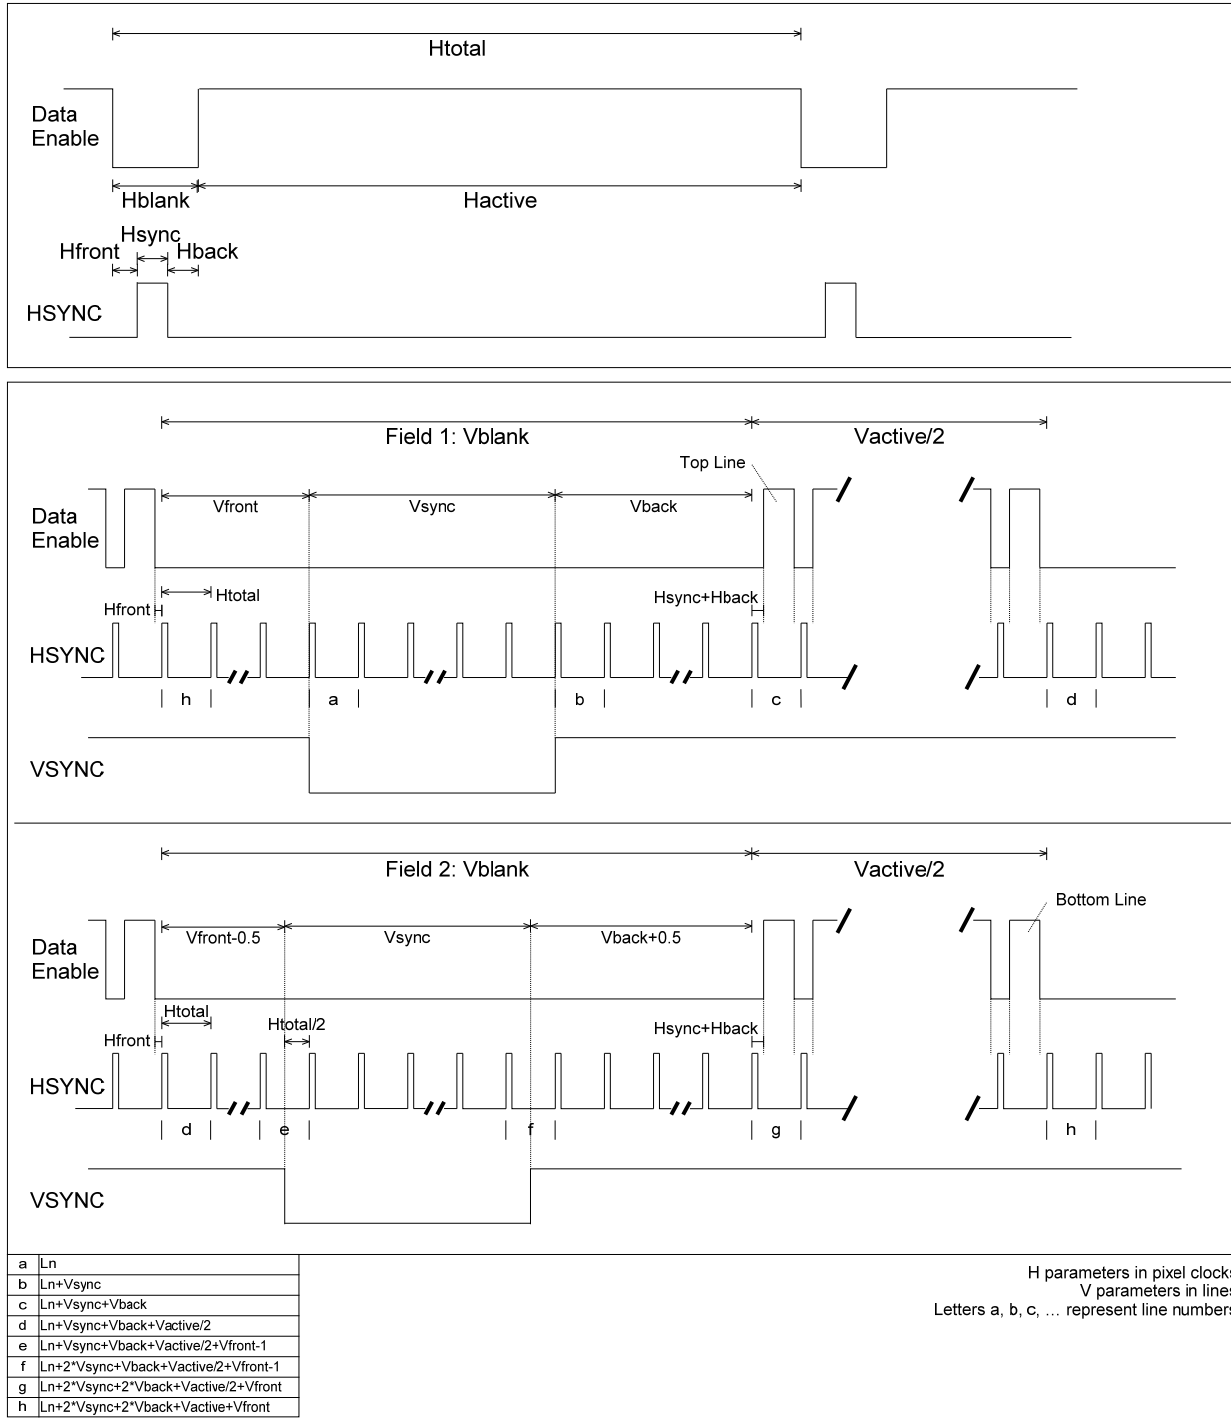 Htotal
Data
Enable
Hblank
Hactive
Hsync
Hfront
Hback
HSYNC
Field 1: Vblank
Vactive/2
Top Line
Vfront
Vsync
Vback
Data
Enable
Htotal
Hsync+Hback
Hfront
HSYNC
h
a
b
c
d
VSYNC
Field 2: Vblank
Vactive/2
Bottom Line
Vfront-0.5
Vsync
Vback+0.5
Data
Enable
Htotal
Htotal/2
Hsync+Hback
Hfront
HSYNC
d
e
f
g
h
VSYNC
a Ln
b Ln+Vsync
c Ln+Vsync+Vback
d Ln+Vsync+Vback+Vactive/2
e Ln+Vsync+Vback+Vactive/2+Vfront-1
f Ln+2*Vsync+Vback+Vactive/2+Vfront-1
g Ln+2*Vsync+2*Vback+Vactive/2+Vfront
h Ln+2*Vsync+2*Vback+Vactive+Vfront
H parameters in pixel clocks
V parameters in lines
Letters a, b, c, … represent line numbers